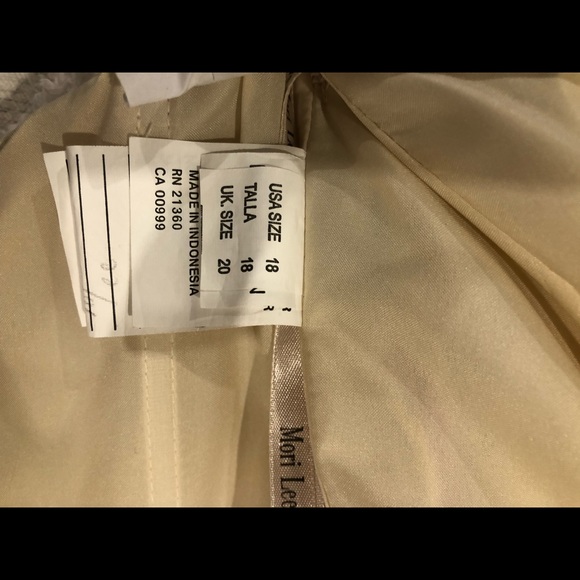 USA SIZE 18
TALLA 18
UK. SIZE 20
MADE IN INDONESIA
RN 21360
CA 00999
Mori Lee